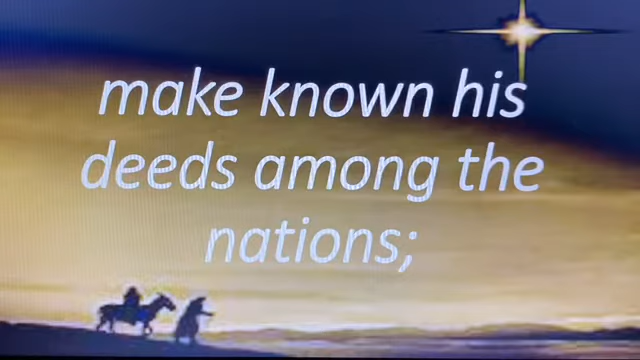 make known his
deeds among the
nations;